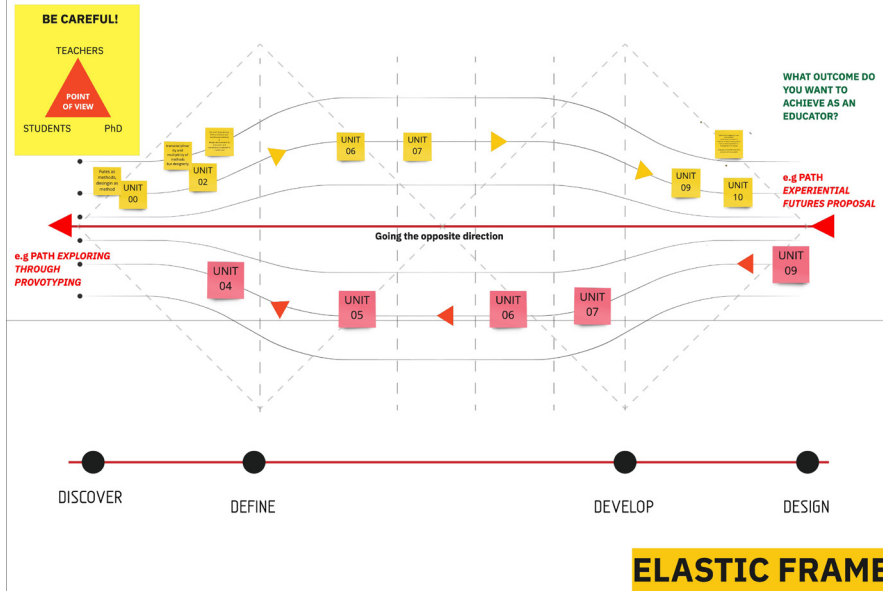 BE CAREFUL!
TEACHERS
POINT
OF VIEW
STUDENTS
PhD
WHAT OUTCOME DO
YOU WANT TO
ACHIEVE AS AN
EDUCATOR?
methods,
method
UNIT
00
UNIT
02
UNIT
06
UNIT
07
UNIT
09
UNIT
10
e.g PATH
EXPERIENTIAL
FUTURES PROPOSAL
Going the opposite direction
e.g PATH EXPLORING
THROUGH
PROVOTYPING
UNIT
04
UNIT
05
UNIT
06
UNIT
07
UNIT
09
DISCOVER
DEFINE
DEVELOP
DESIGN
ELASTIC FRAME